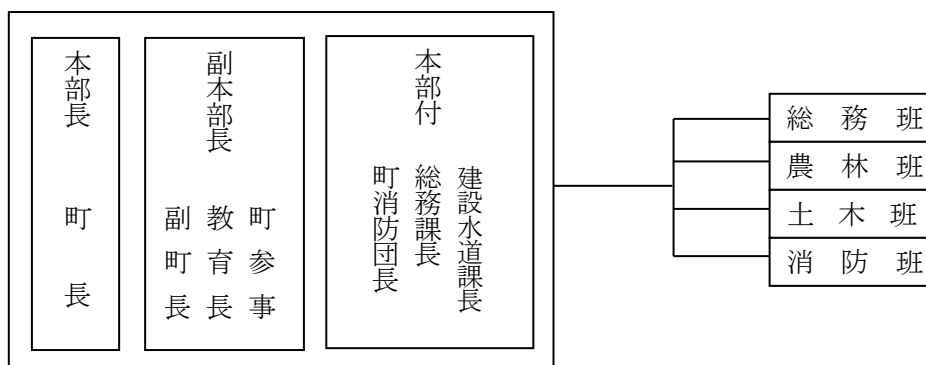 本部長　町　長
副本部長
副町長
教育長
町参事
本部付
町消防団長
総務課長
建設水道課長
総務班
農林班
土木班
消防班